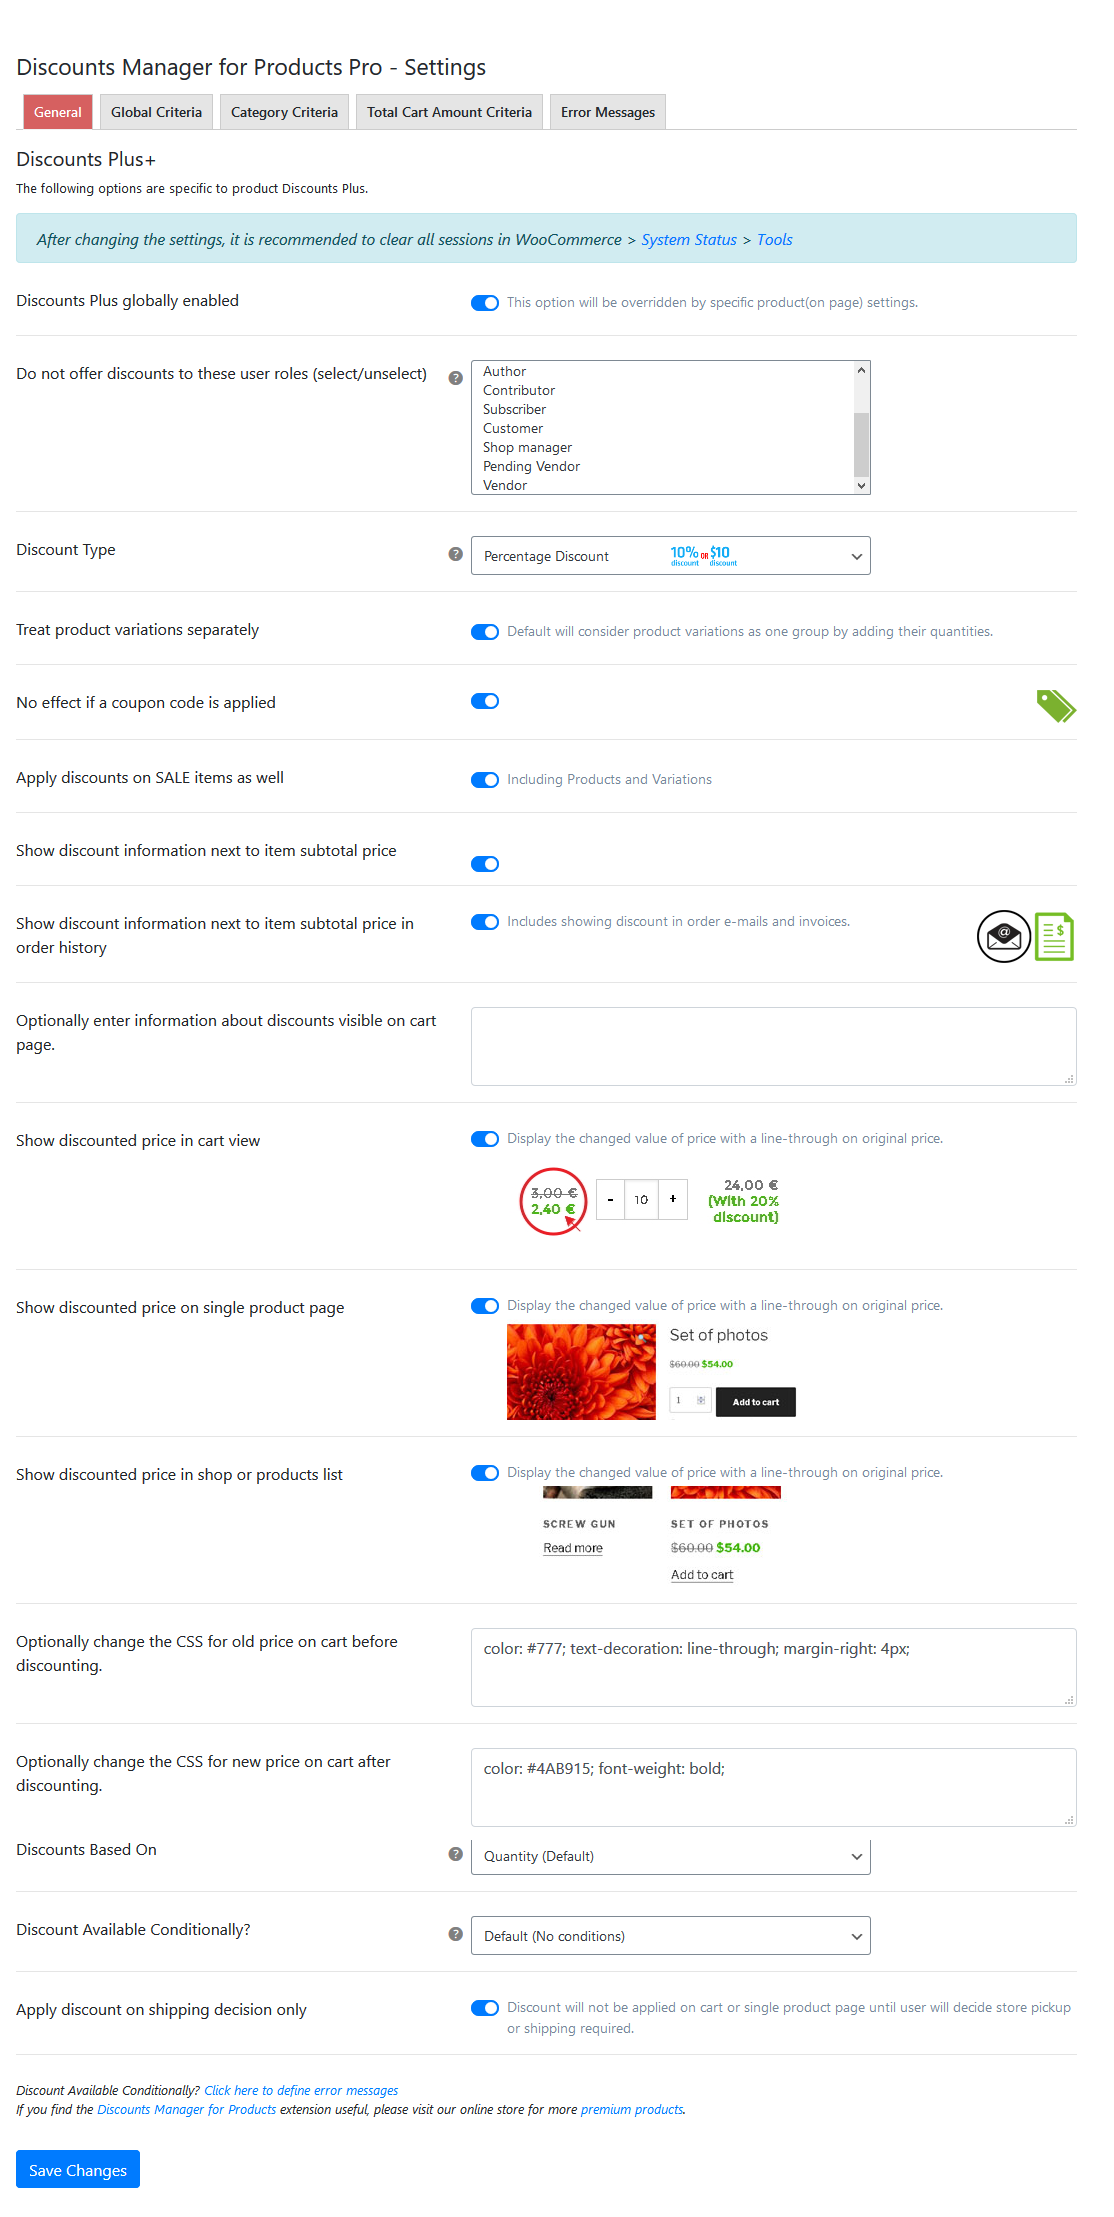 Discounts Manager for Products Pro - Settings
General
Global Criteria
Category Criteria
Total Cart Amount Criteria
Error Messages
Discounts Plus+
The following options are specific to product Discounts Plus.
After changing the settings, it is recommended to clear all sessions in WooCommerce > System Status > Tools
Discounts Plus globally enabled
This option will be overridden by specific product(on page) settings.
Do not offer discounts to these user roles (select/unselect)
?
Author
Contributor
Subscriber
Customer
Shop manager
Pending Vendor
Vendor
Discount Type
?
Percentage Discount
10% OR $10
discount discount
Treat product variations separately
Default will consider product variations as one group by adding their quantities.
No effect if a coupon code is applied
Apply discounts on SALE items as well
Including Products and Variations
Show discount information next to item subtotal price
Show discount information next to item subtotal price in
order history
Includes showing discount in order e-mails and invoices.
@
$
Optionally enter information about discounts visible on cart
page.
Show discounted price in cart view
Display the changed value of price with a line-through on original price.
3,00 €
2,40 €
- 10 +
24,00 €
(With 20%
discount)
Show discounted price on single product page
Display the changed value of price with a line-through on original price.
Set of photos
$60.00 $54.00
1
Add to cart
Show discounted price in shop or products list
Display the changed value of price with a line-through on original price.
SCREW GUN
Read more
SET OF PHOTOS
$60.00 $54.00
Add to cart
Optionally change the CSS for old price on cart before
discounting.
color: #777; text-decoration: line-through; margin-right: 4px;
Optionally change the CSS for new price on cart after
discounting.
color: #4AB915; font-weight: bold;
Discounts Based On
?
Quantity (Default)
Discount Available Conditionally?
?
Default (No conditions)
Apply discount on shipping decision only
Discount will not be applied on cart or single product page until user will decide store pickup
or shipping required.
Discount Available Conditionally? Click here to define error messages
If you find the Discounts Manager for Products extension useful, please visit our online store for more premium products.
Save Changes